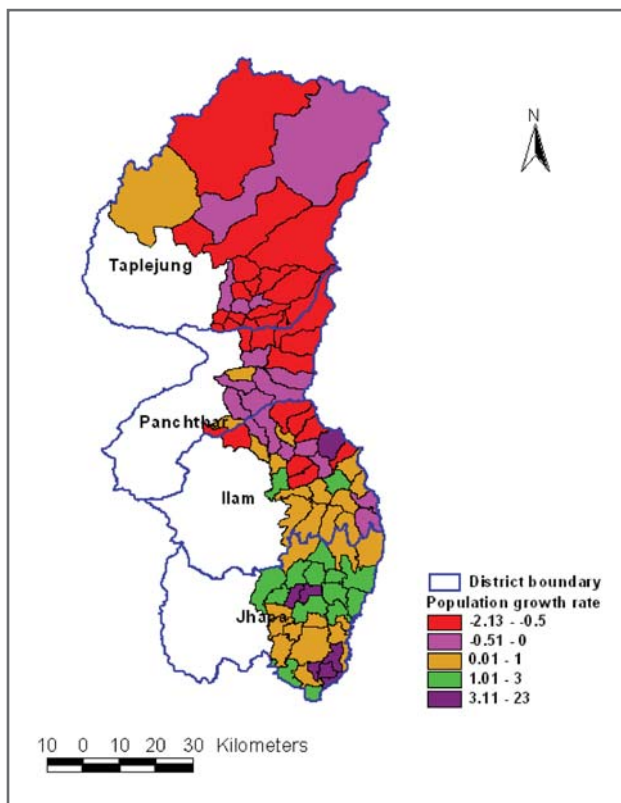 N
Taplejung
Panchthar
Ilam
Jhapa
District boundary
Population growth rate
-2.13 - -0.5
-0.51 - 0
0.01 - 1
1.01 - 3
3.11 - 23
10 0 10 20 30 Kilometers